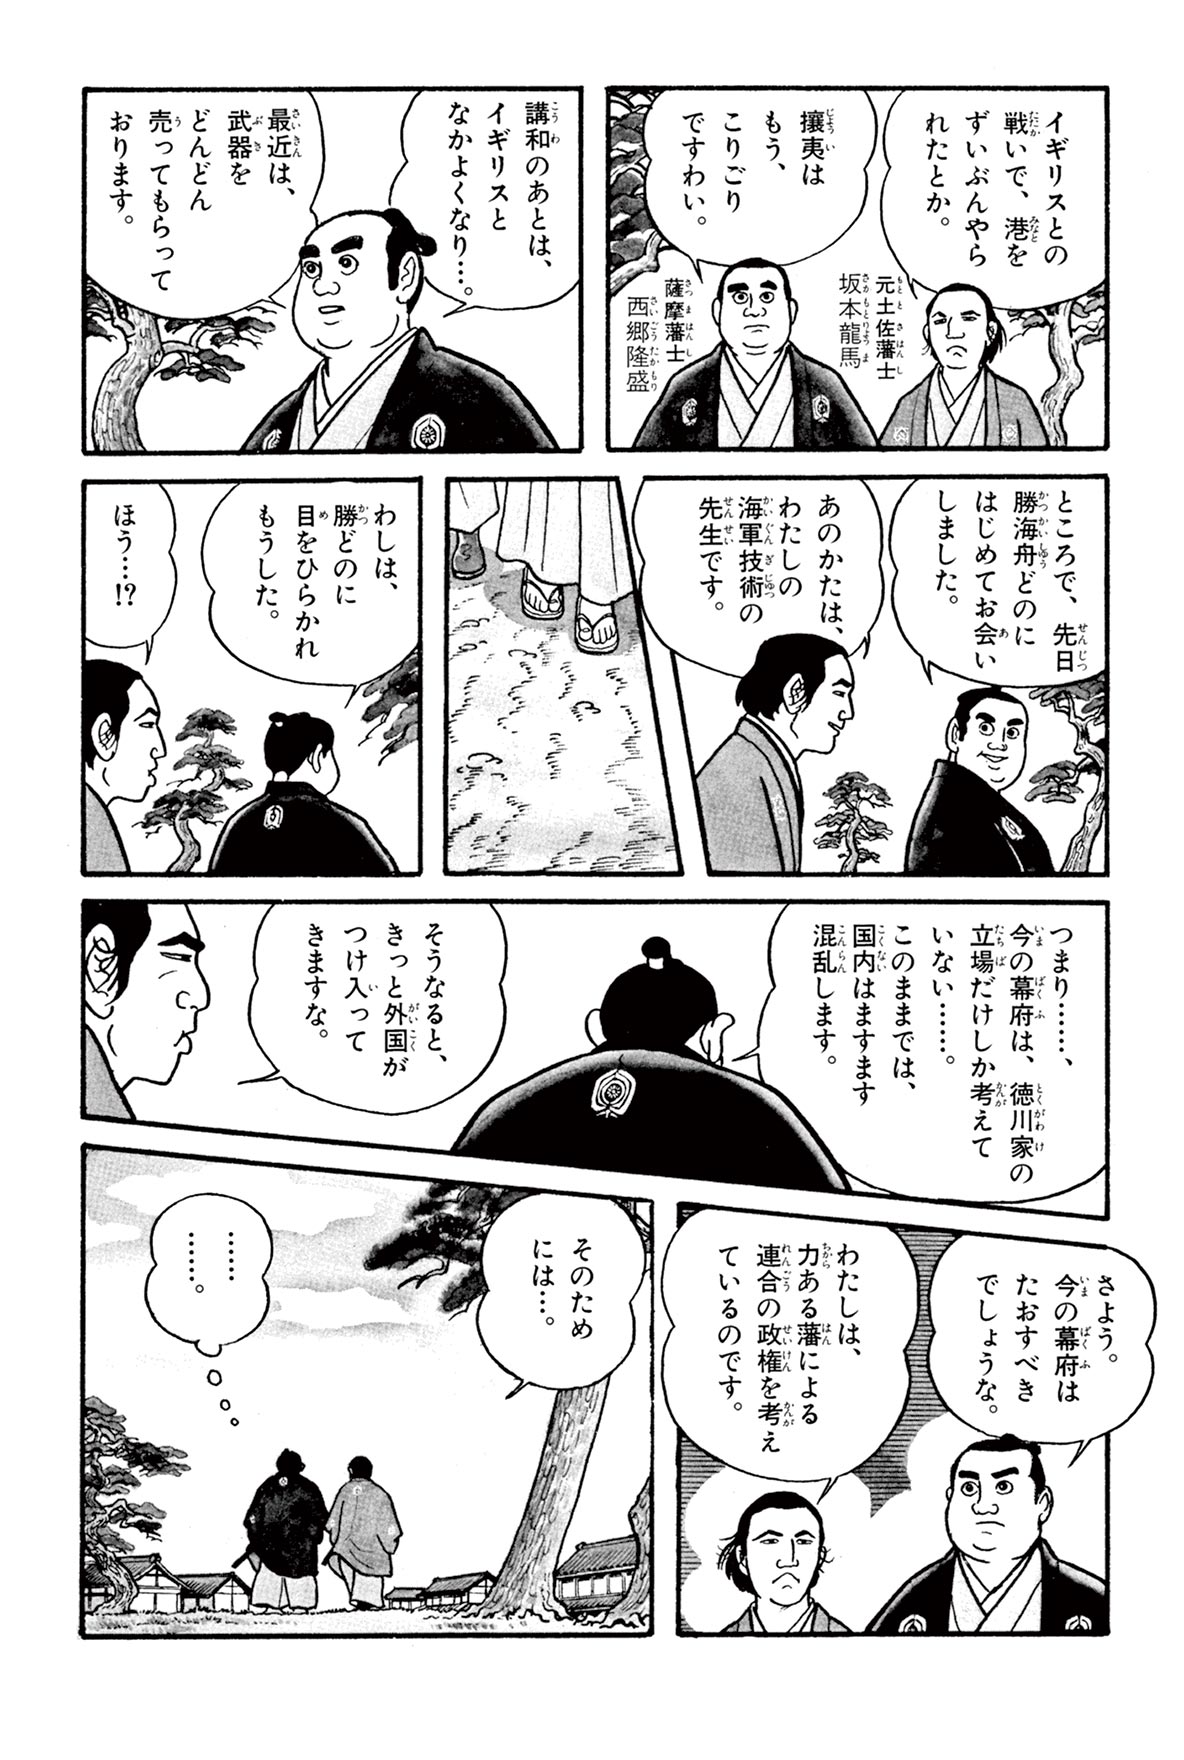 イギリスとの
戦いで、港を
ずいぶんやら
れたとか。
元土佐藩士
坂本龍馬
攘夷は
もう、
こりごり
ですわい。
薩摩藩士
西郷隆盛
講和のあとは、
イギリスと
なかよくなり…。
最近は、
武器を
どんどん
売ってもらって
おります。
ところで、先日
勝海舟どのに
はじめてお会い
しました。
あのかたは、
わたしの
海軍技術の
先生です。
わしは、
勝どのに
目をひらかれ
もうした。
ほう…!?
つまり……、
今の幕府は、徳川家の
立場だけしか考えて
いない……。
このままでは、
国内はますます
混乱します。
そうなると、
きっと外国が
つけ入って
きますな。
さよう。
今の幕府は
たおすべき
でしょうな。
わたしは、
力ある藩による
連合の政権を考え
ているのです。
そのため
には…。
……
……。